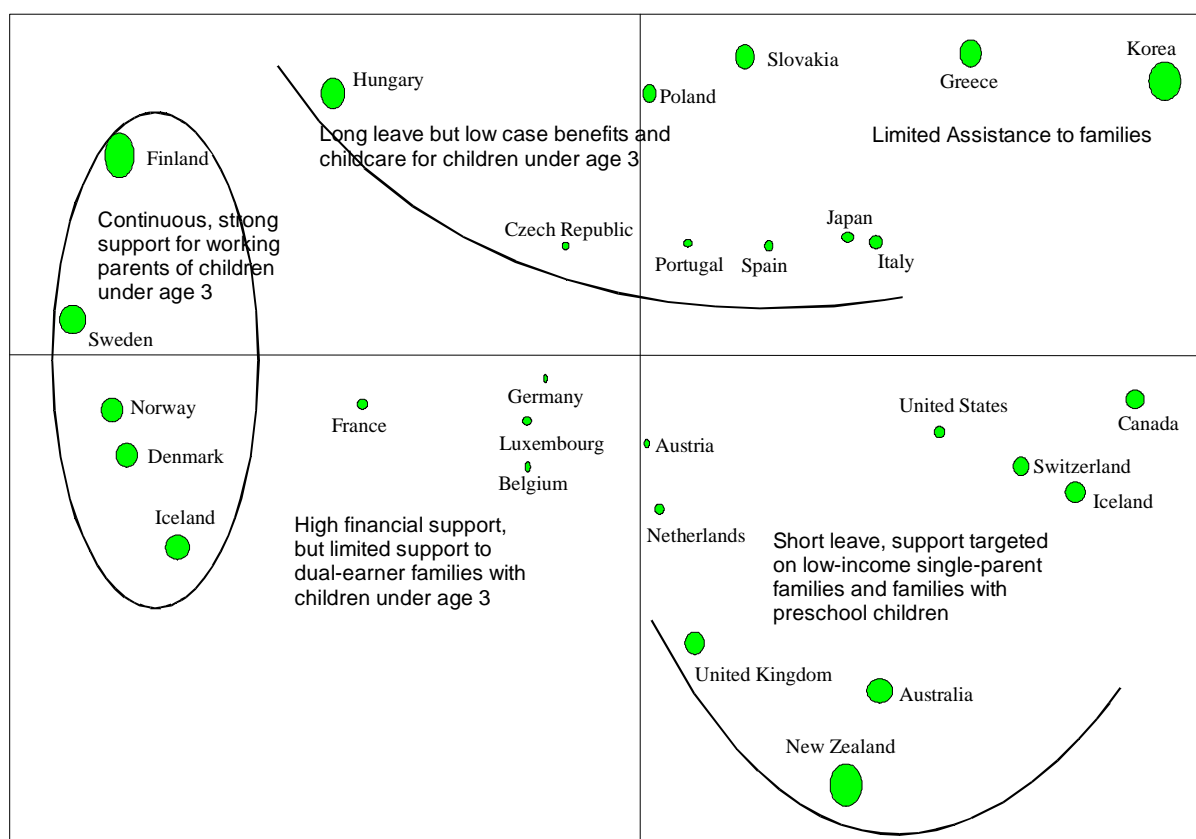 Korea
Slovakia
Greece
Hungary
Poland
Long leave but low case benefits and
childcare for children under age 3
Limited Assistance to families
Finland
Continuous, strong
support for working
parents of children
under age 3
Czech Republic
Portugal
Spain
Japan
Italy
Sweden
Norway
Denmark
Iceland
France
Germany
Luxembourg
Belgium
High financial support,
but limited support to
dual-earner families with
children under age 3
Austria
Netherlands
United States
Canada
Switzerland
Iceland
Short leave, support targeted
on low-income single-parent
families and families with
preschool children
United Kingdom
Australia
New Zealand